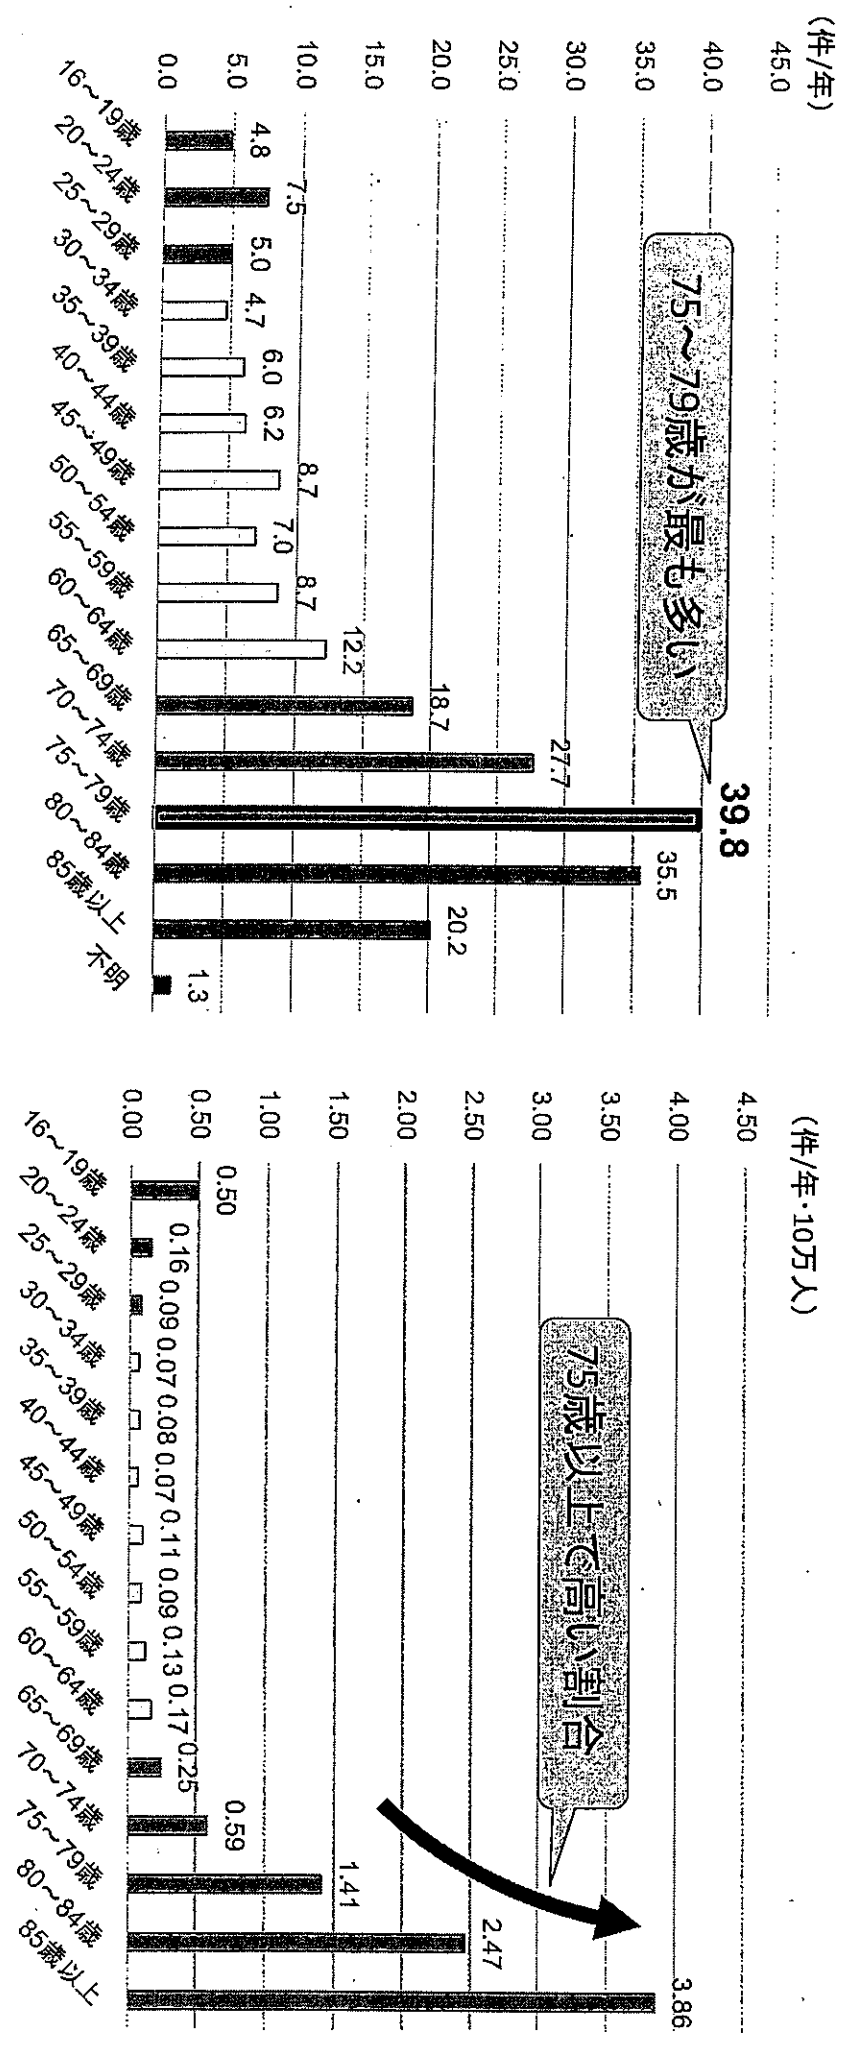 (件/年)
45.0
40.0
35.0
30.0
25.0
20.0
15.0
10.0
5.0
0.0
75～79歳が最も多い
4.8
7.5
5.0
4.7
6.0
6.2
8.7
7.0
8.7
12.2
18.7
27.7
39.8
35.5
20.2
1.3
16～19歳
20～24歳
25～29歳
30～34歳
35～39歳
40～44歳
45～49歳
50～54歳
55～59歳
60～64歳
65～69歳
70～74歳
75～79歳
80～84歳
85歳以上
不明
(件/年・10万人)
4.50
4.00
3.50
3.00
2.50
2.00
1.50
1.00
0.50
0.00
75歳以上で高い割合
0.50
0.16
0.09
0.07
0.08
0.07
0.11
0.09
0.13
0.17
0.25
0.59
1.41
2.47
3.86
16～19歳
20～24歳
25～29歳
30～34歳
35～39歳
40～44歳
45～49歳
50～54歳
55～59歳
60～64歳
65～69歳
70～74歳
75～79歳
80～84歳
85歳以上